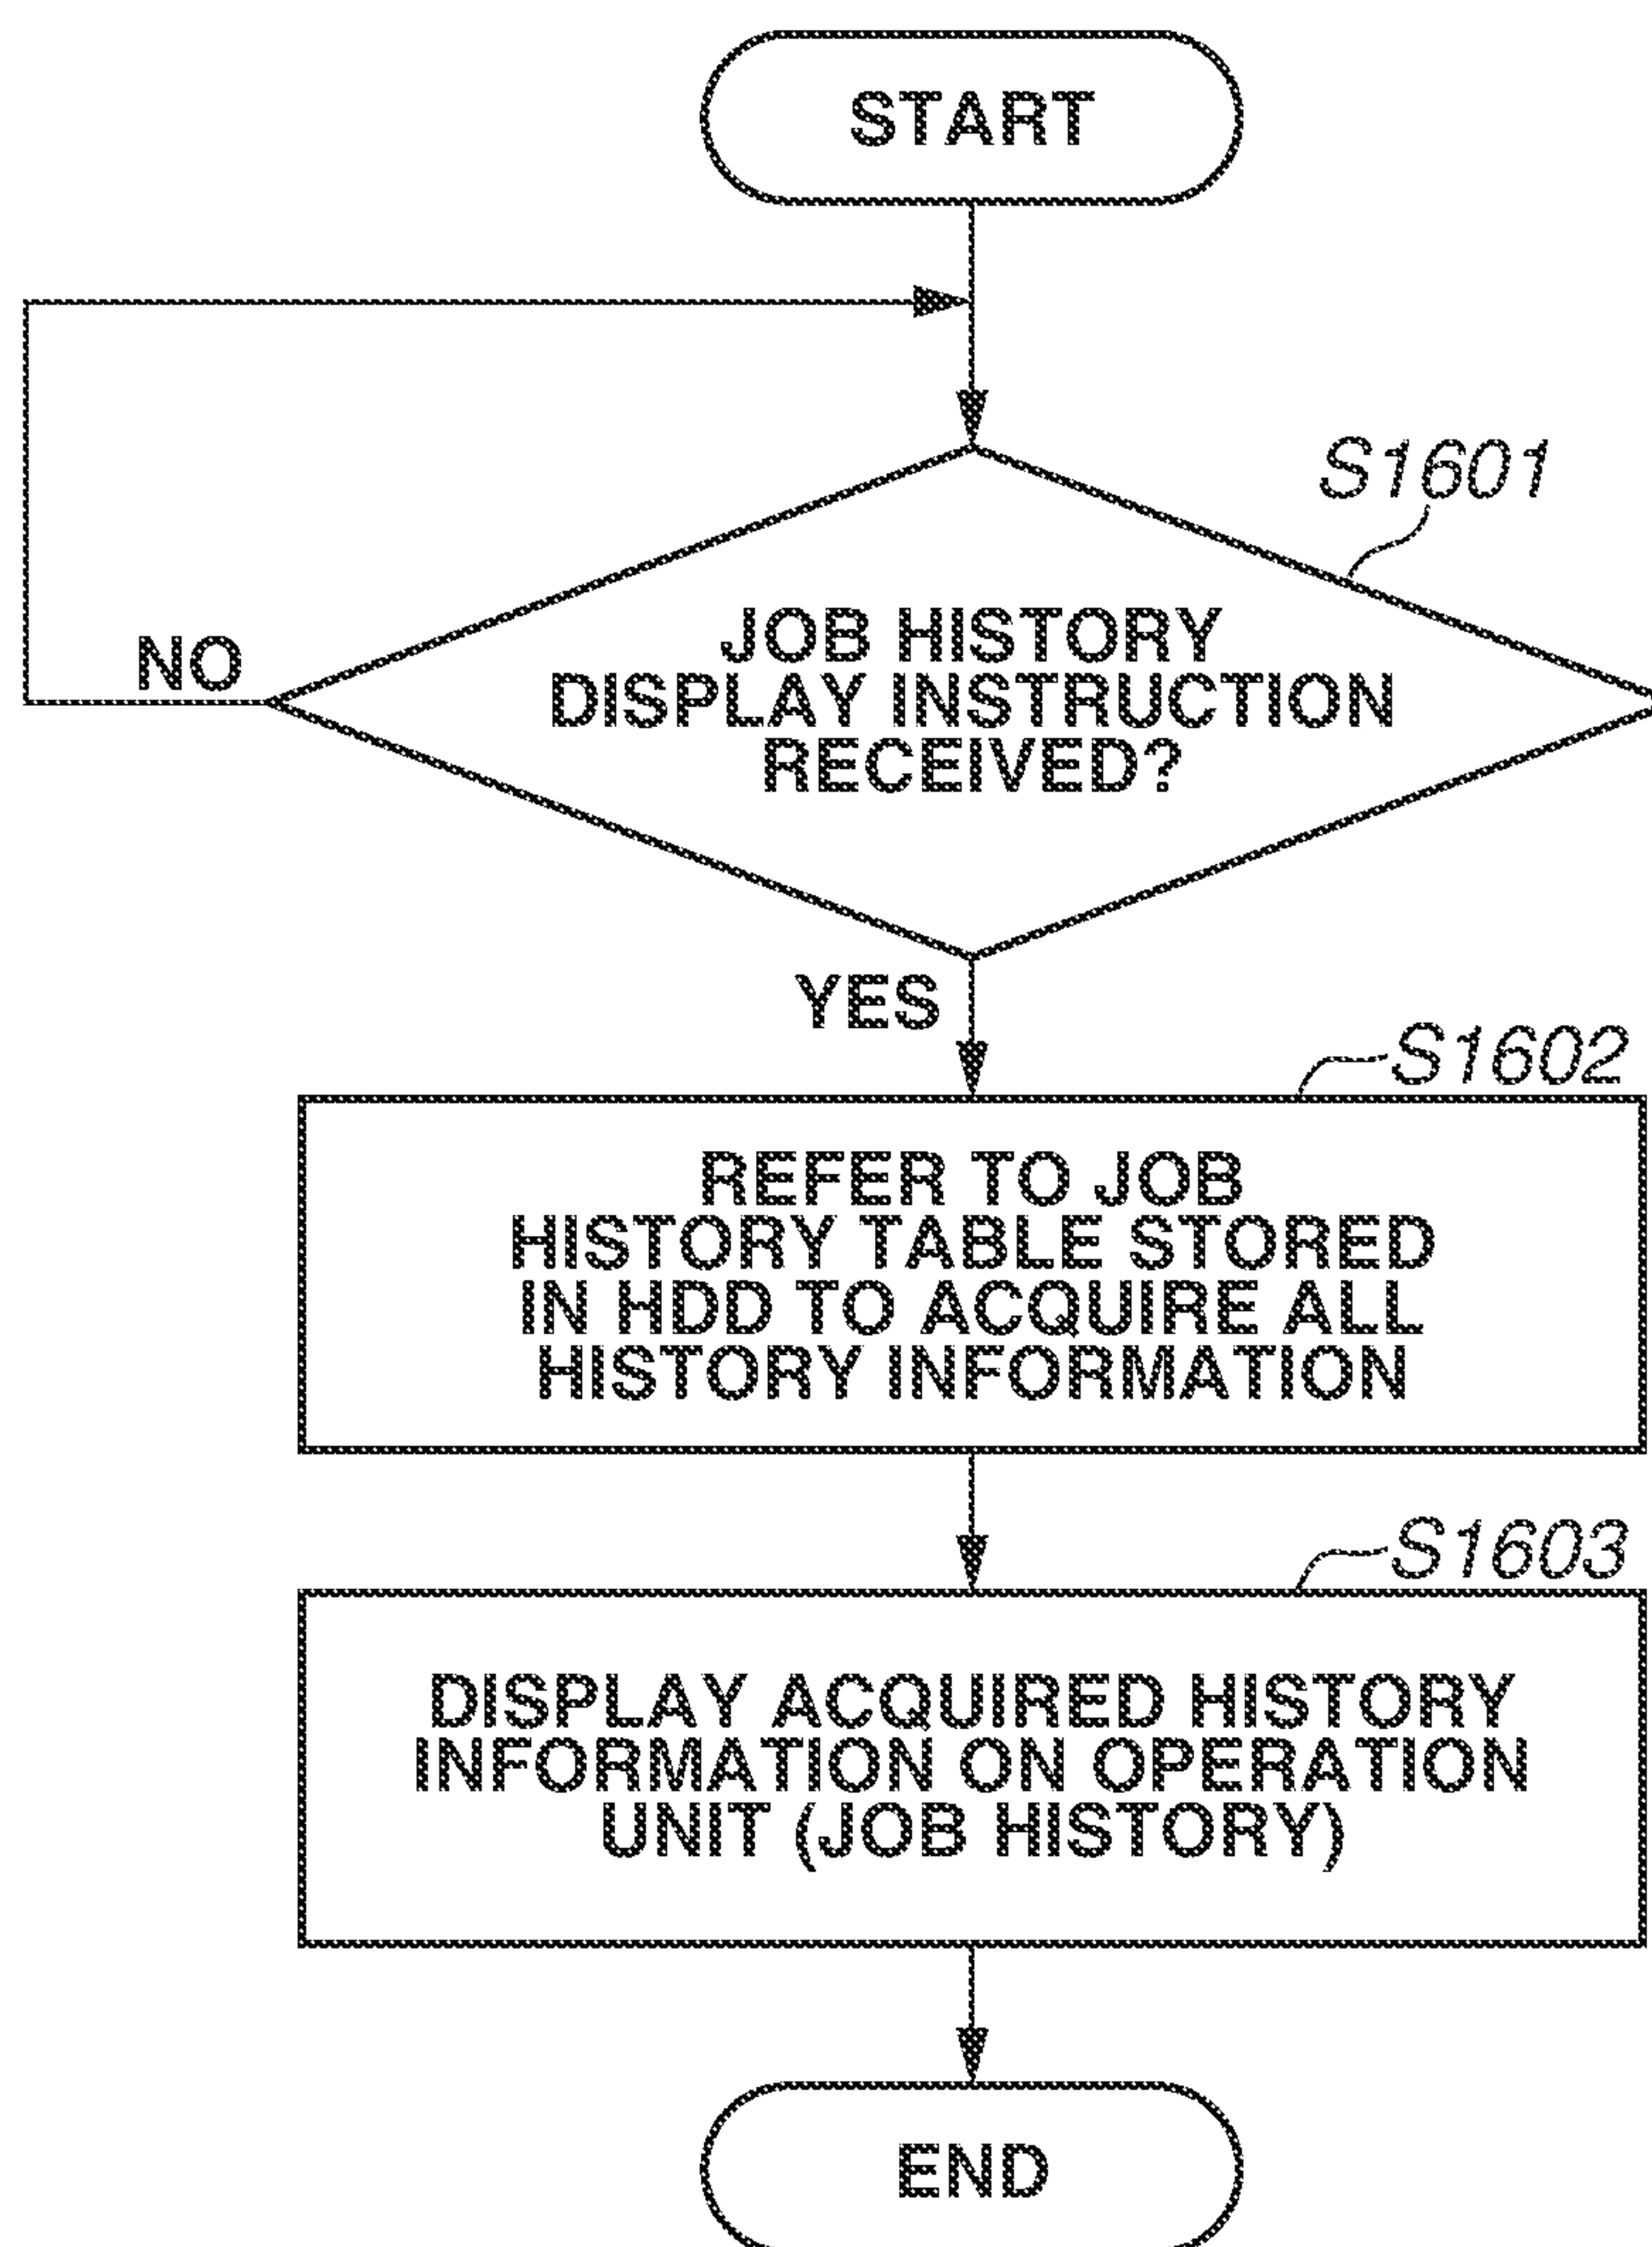 START
S1601
JOB HISTORY
DISPLAY INSTRUCTION
RECEIVED?
NO
YES
S1602
REFER TO JOB
HISTORY TABLE STORED
IN HDD TO ACQUIRE ALL
HISTORY INFORMATION
S1603
DISPLAY ACQUIRED HISTORY
INFORMATION ON OPERATION
UNIT (JOB HISTORY)
END